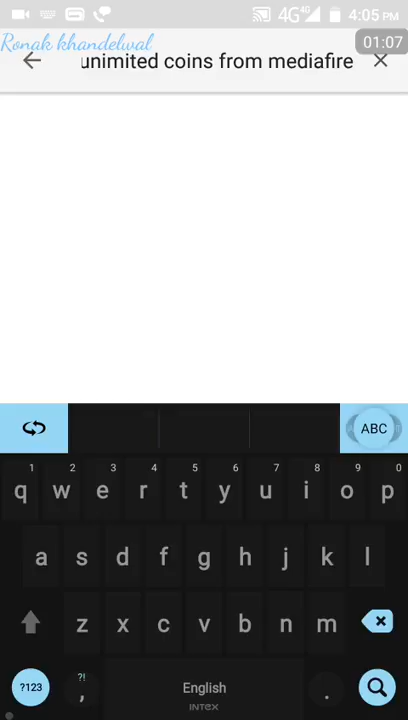 4G 4G 4:05 PM
Ronak khandelwal
01:07
unimited coins from mediafire
ABC
1 2 3 4 5 6 7 8 9 0
q w e r t y u i o p
a s d f g h j k l
z x c v b n m
?123 ?! , English .
INTEX